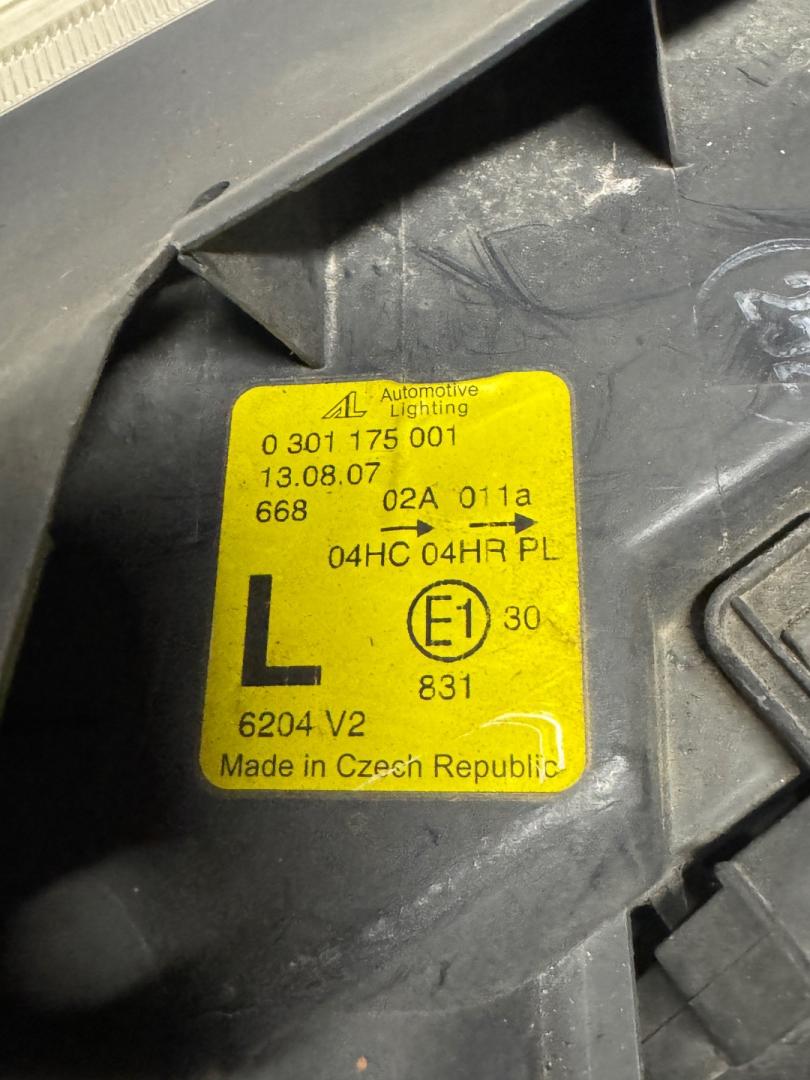 AL Automotive
Lighting
0 301 175 001
13.08.07
668 02A 011a
04HC 04HR PL
L E1 30
831
6204 V2
Made in Czech Republic